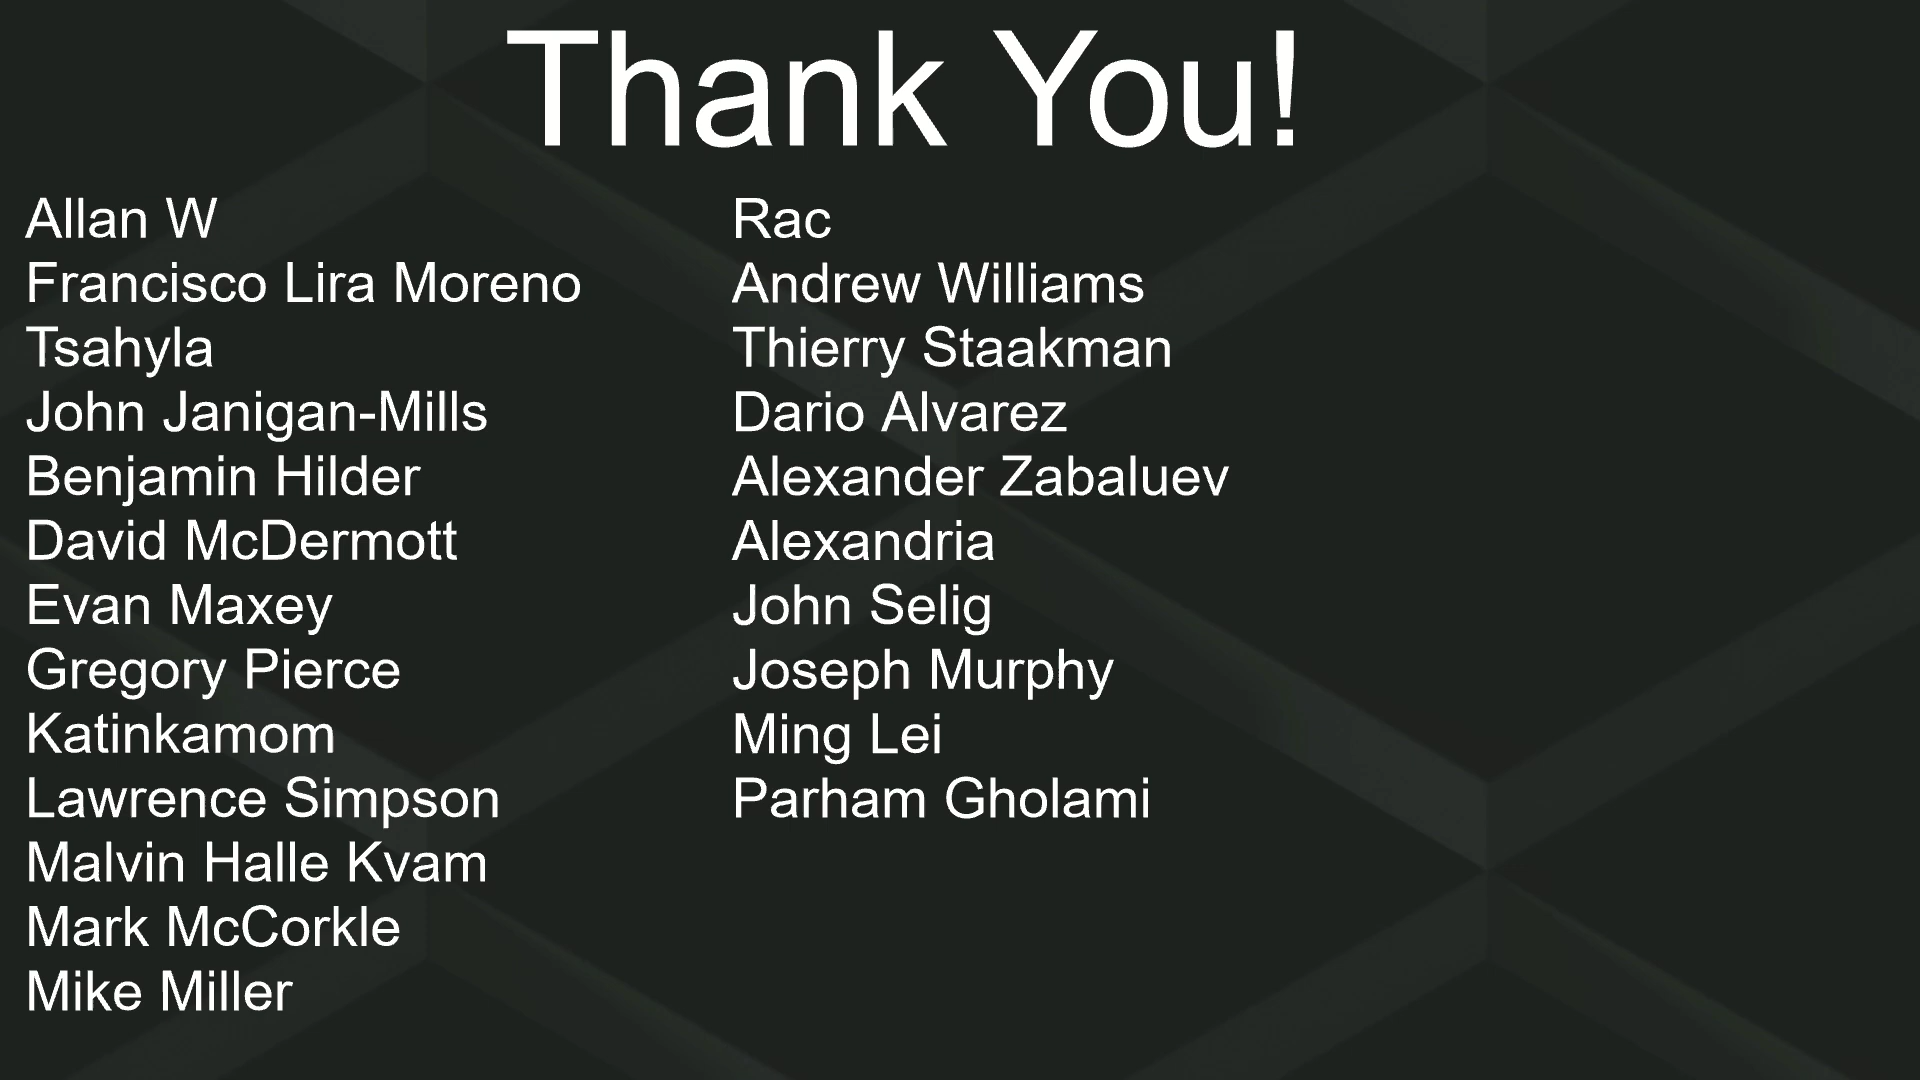 Thank You!
Allan W
Francisco Lira Moreno
Tsahyla
John Janigan-Mills
Benjamin Hilder
David McDermott
Evan Maxey
Gregory Pierce
Katinkamom
Lawrence Simpson
Malvin Halle Kvam
Mark McCorkle
Mike Miller
Rac
Andrew Williams
Thierry Staakman
Dario Alvarez
Alexander Zabaluev
Alexandria
John Selig
Joseph Murphy
Ming Lei
Parham Gholami